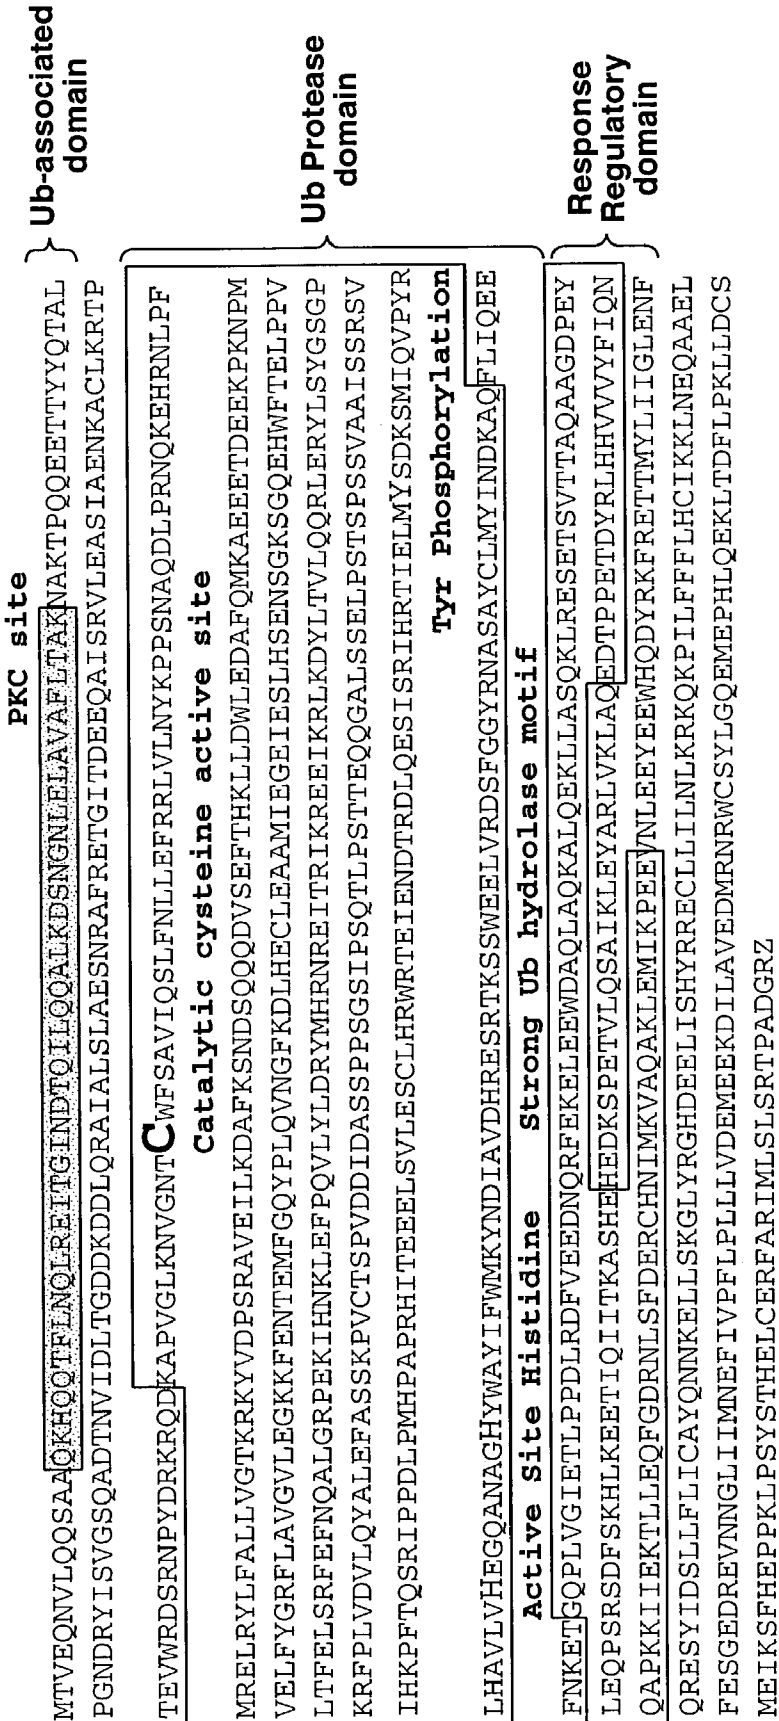 PKC site
MTVEQNVLQQSAAQKHQQTFLNQLREITGINDTQILQQALKDSNGNLELAVAFLTAKNAKTPQQEETTYYQTAL
Ub-associated
domain
PGNDRYISVGSQADTNVIDLTGDDKDDLQRAIALSLAESNRAFRETGITDEEQAISRVLEASIAENKACLKRTP
TEVWRDSRNPYDRKRQDKAPVGLKNVGNTCWFSAVIQSLFNLLEFRRLVLNYKPPSNAQDLPRNQKEHRNLPF
Catalytic cysteine active site
MRELRYLFALLVGTKRKYVDPSRAVEILKDAFKSNDSQQQDVSEFTHKLLDWLEDAFQMKAEEETDEEKPKNPM
VELFYGRFLAVGVLEGKKFENTEMFGQYPLQVNGFKDLHECLEAAMIEGEIESLHSENSGKSGQEHWFTELPPV
Ub Protease
domain
LTFELSRFEFNQALGRPEKIHNKLEFPQVLYLDRYMHRNREITRIKREEIKRLKDYLTVLQQRLERYLSYGSGP
KRFPLVDVLQYALEFASSKPVCTSPVDDIDASSPPSGSIPSQTLPSTTEQQGALSSELPSTSPSSVAAISSRSV
IHKPFTQSRIPPDLPMHPAPRHITEEELSVLESCLHRWRTEIENDTRDLQESISRIHRTIELMYSDKSMIQVPYR
Tyr Phosphorylation
LHAVLVHEGQANAGHYWAYIFWMKYNDIAVDHRESRTKSSWEELVRDSFGGYRNASAYCLMYINDKAQFLIQEE
Active Site Histidine Strong Ub hydrolase motif
FNKETGQPLVGIETLPPDLRDFVEEDNQRFEKELEEWDAQLAQKALQEKLLASQKLRESETSVTTAQAAGDPEY
LEQPSRSDFSKHLKEETIQIITKASHEHEDKSPETVLQSAIKLEYARLVKLAQEDTPPETDYRLHHVVVYFIQN
Response
Regulatory
domain
QAPKKIIEKTLLEQFGDRNLSFDERCHNIMKVAQAKLEMIKPEEVNLEEYEEWHQDYRKFRETTMYLIIGLENF
QRESYIDSLLFLICAYQNNKELLSKGLYRGHDEELISHYRRECLLILNLKRKQKPILFFFLHCIKKLNEQAAEL
FESGEDREVNNGLIIMNEFIVPFLPLLLVDEMEEKDILAVEDMRNRWCSYLGQEMEPHLQEKLTDFLPKLLDCS
MEIKSFHEPPKLPSYSTHELCERFARIMLSLSRTPADGRZ